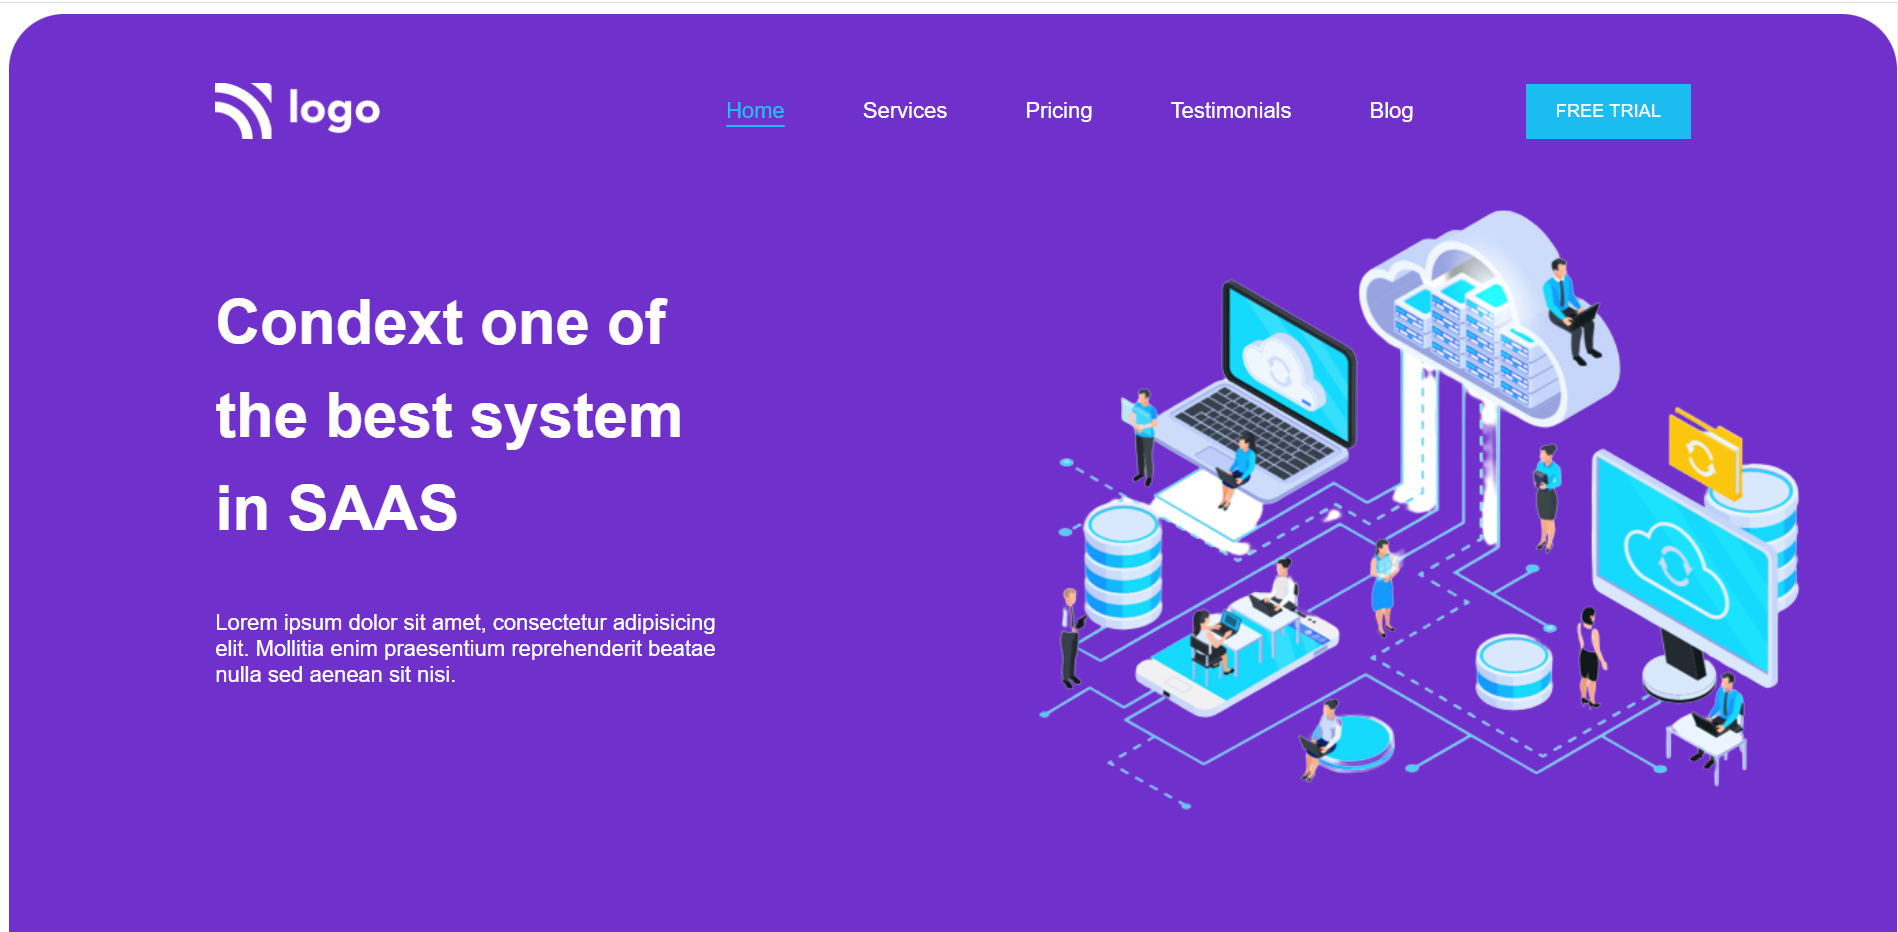 logo
Home Services Pricing Testimonials Blog FREE TRIAL
Condext one of
the best system
in SAAS
Lorem ipsum dolor sit amet, consectetur adipisicing
elit. Mollitia enim praesentium reprehenderit beatae
nulla sed aenean sit nisi.